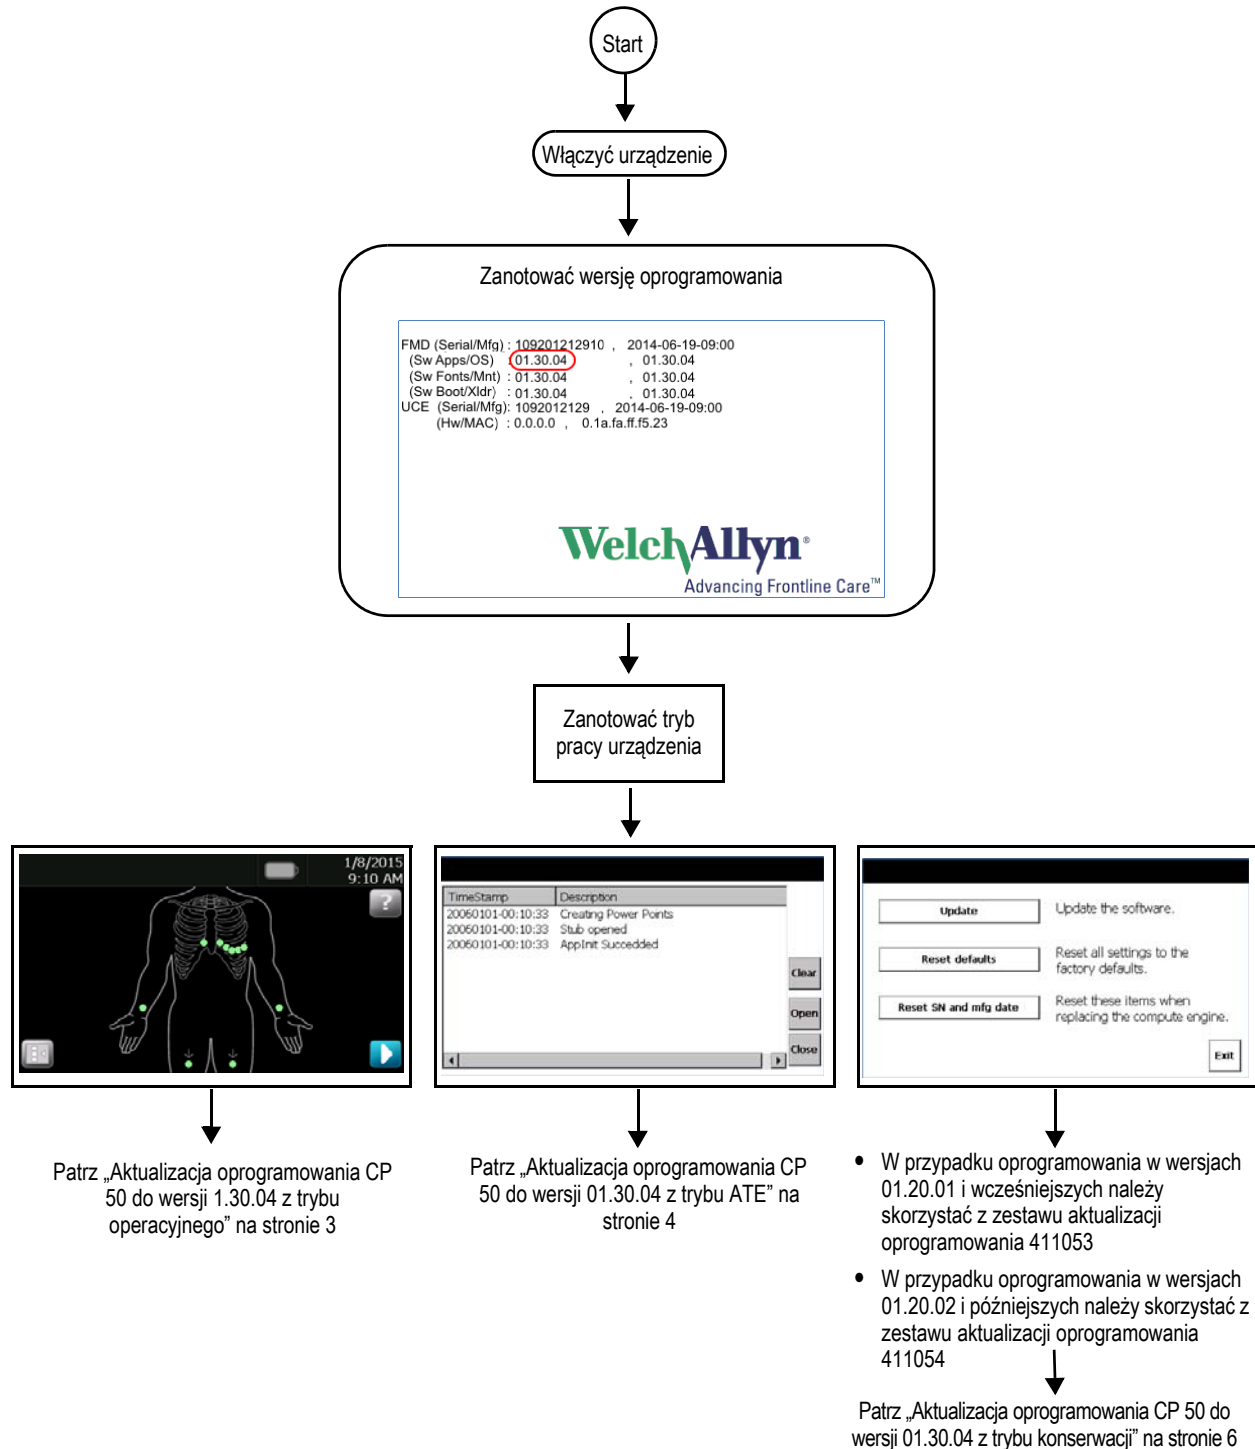 Start
Włączyć urządzenie
Zanotować wersję oprogramowania
FMD (Serial/Mfg) : 109201212910 , 2014-06-19-09:00
(Sw Apps/OS) : 01.30.04 , 01.30.04
(Sw Fonts/Mnt) : 01.30.04 , 01.30.04
(Sw Boot/Xldr) : 01.30.04 , 01.30.04
UCE (Serial/Mfg): 1092012129 , 2014-06-19-09:00
(Hw/MAC) : 0.0.0.0 , 0.1a.fa.ff.f5.23
WelchAllyn®
Advancing Frontline Care™
Zanotować tryb
pracy urządzenia
1/8/2015
9:10 AM
?
Patrz „Aktualizacja oprogramowania CP
50 do wersji 1.30.04 z trybu
operacyjnego” na stronie 3
TimeStamp Description
20060101-00:10:33 Creating Power Points
20060101-00:10:33 Stub opened
20060101-00:10:33 AppInit Succedded
Clear
Open
Close
Patrz „Aktualizacja oprogramowania CP
50 do wersji 01.30.04 z trybu ATE” na
stronie 4
Update Update the software.
Reset defaults Reset all settings to the
factory defaults.
Reset SN and mfg date Reset these items when
replacing the compute engine.
Exit
• W przypadku oprogramowania w wersjach
01.20.01 i wcześniejszych należy
skorzystać z zestawu aktualizacji
oprogramowania 411053
• W przypadku oprogramowania w wersjach
01.20.02 i późniejszych należy skorzystać z
zestawu aktualizacji oprogramowania
411054
Patrz „Aktualizacja oprogramowania CP 50 do
wersji 01.30.04 z trybu konserwacji” na stronie 6